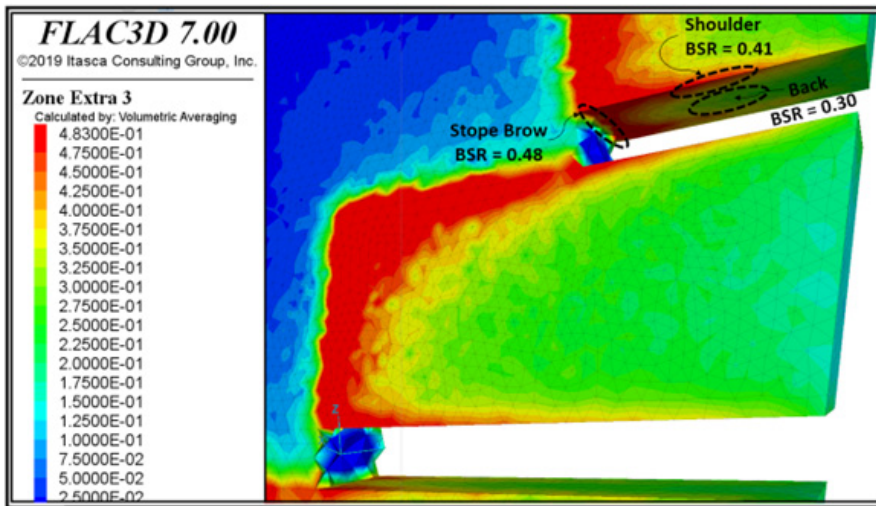 FLAC3D 7.00
©2019 Itasca Consulting Group, Inc.
Zone Extra 3
Calculated by: Volumetric Averaging
4.8300E-01
4.7500E-01
4.5000E-01
4.2500E-01
4.0000E-01
3.7500E-01
3.5000E-01
3.2500E-01
3.0000E-01
2.7500E-01
2.5000E-01
2.2500E-01
2.0000E-01
1.7500E-01
1.5000E-01
1.2500E-01
1.0000E-01
7.5000E-02
5.0000E-02
2.5000E-02
Shoulder
BSR = 0.41
Back
BSR = 0.30
Stope Brow
BSR = 0.48
Z